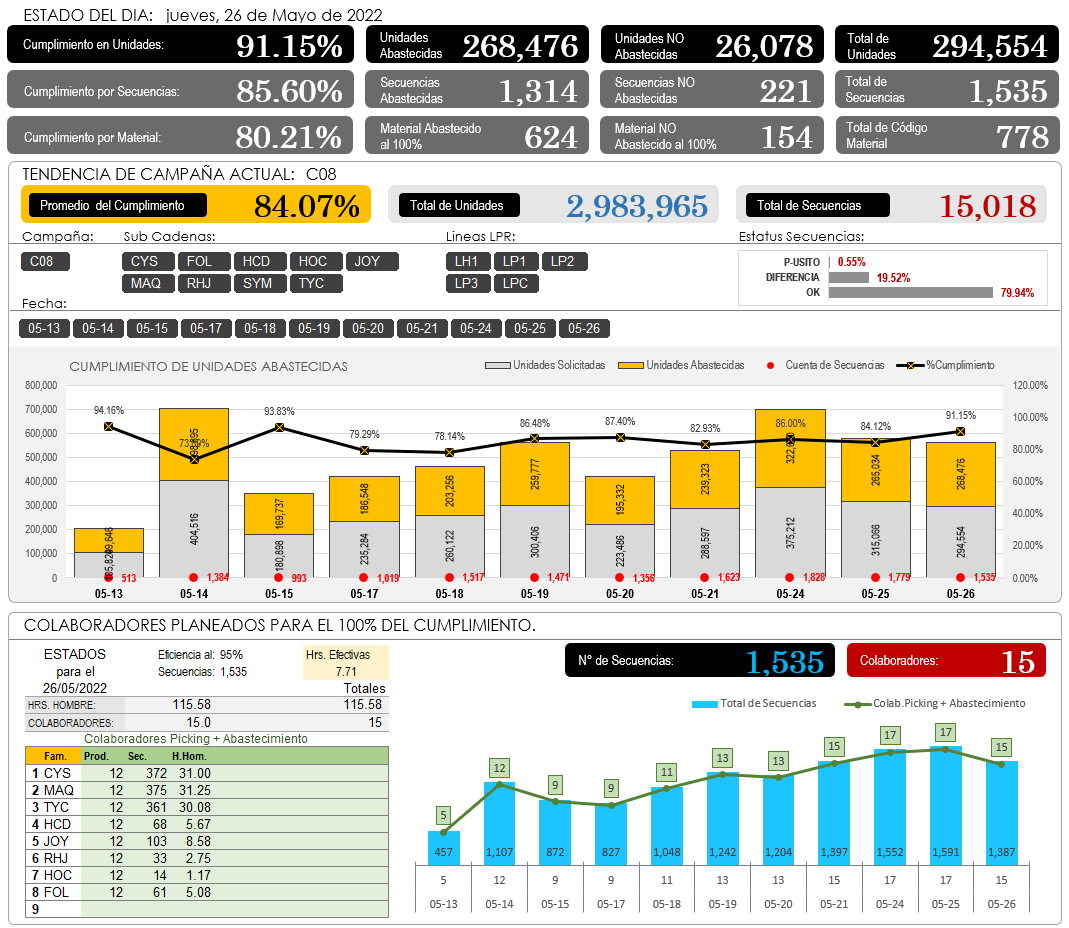 ESTADO DEL DIA: jueves, 26 de Mayo de 2022
Cumplimiento en Unidades: 91.15%
Unidades Abastecidas 268,476
Unidades NO Abastecidas 26,078
Total de Unidades 294,554
Cumplimiento por Secuencias: 85.60%
Secuencias Abastecidas 1,314
Secuencias NO Abastecidas 221
Total de Secuencias 1,535
Cumplimiento por Material: 80.21%
Material Abastecido al 100% 624
Material NO Abastecido al 100% 154
Total de Código Material 778
TENDENCIA DE CAMPAÑA ACTUAL: C08
Promedio del Cumplimiento 84.07%
Total de Unidades 2,983,965
Total de Secuencias 15,018
Campaña: Sub Cadenas: Lineas LPR: Estatus Secuencias:
C08 CYS FOL HCD HOC JOY LH1 LP1 LP2
MAQ RHJ SYM TYC LP3 LPC
P-USITO 0.55%
DIFERENCIA 19.52%
OK 79.94%
Fecha:
05-13 05-14 05-15 05-17 05-18 05-19 05-20 05-21 05-24 05-25 05-26
CUMPLIMIENTO DE UNIDADES ABASTECIDAS
Unidades Solicitadas Unidades Abastecidas Cuenta de Secuencias %Cumplimiento
800,000 120.00%
700,000
600,000 100.00%
500,000 80.00%
400,000 60.00%
300,000
200,000 40.00%
100,000 20.00%
0 0.00%
94.16% 93.83% 79.29% 78.14% 86.48% 87.40% 82.93% 86.00% 84.12% 91.15%
169,737 186,548 203,256 259,777 195,332 239,323 265,034 268,476
404,516 180,898 235,284 260,122 300,406 223,486 288,597 375,212 315,066 294,554
513 1,384 993 1,019 1,517 1,471 1,356 1,623 1,828 1,779 1,535
05-13 05-14 05-15 05-17 05-18 05-19 05-20 05-21 05-24 05-25 05-26
COLABORADORES PLANEADOS PARA EL 100% DEL CUMPLIMIENTO.
ESTADOS
para el
26/05/2022
Eficiencia al: 95%
Secuencias: 1,535
Hrs. Efectivas
7.71
Totales
HRS. HOMBRE: 115.58 115.58
COLABORADORES: 15.0 15
Colaboradores Picking + Abastecimiento
Fam. Prod. Sec. H.Hom.
1 CYS 12 372 31.00
2 MAQ 12 375 31.25
3 TYC 12 361 30.08
4 HCD 12 68 5.67
5 JOY 12 103 8.58
6 RHJ 12 33 2.75
7 HOC 12 14 1.17
8 FOL 12 61 5.08
9
N° de Secuencias: 1,535
Colaboradores: 15
Total de Secuencias Colab.Picking + Abastecimiento
5 12 9 9 11 13 13 15 17 17 15
457 1,107 872 827 1,048 1,242 1,204 1,397 1,552 1,591 1,387
5 12 9 9 11 13 13 15 17 17 15
05-13 05-14 05-15 05-17 05-18 05-19 05-20 05-21 05-24 05-25 05-26